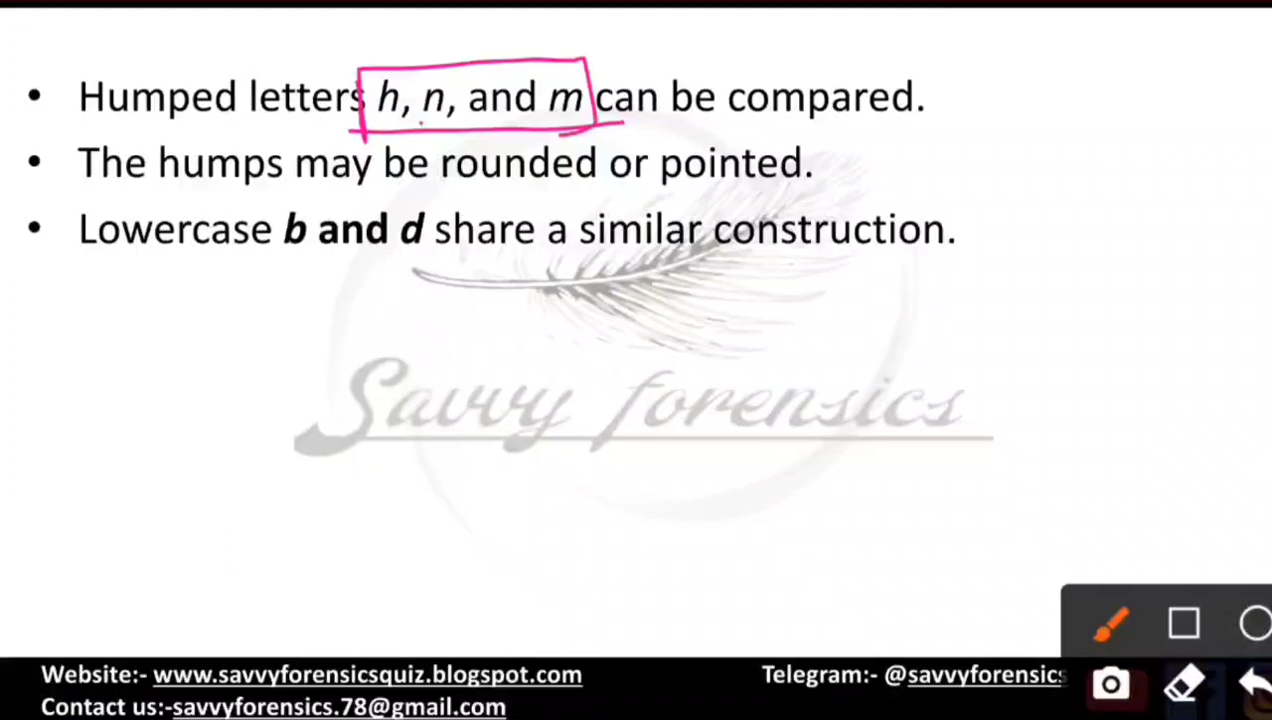 • Humped letters h, n, and m can be compared.
• The humps may be rounded or pointed.
• Lowercase b and d share a similar construction.
Savvy forensics
Website:- www.savvyforensicsquiz.blogspot.com
Telegram:- @savvyforensics
Contact us:-savvyforensics.78@gmail.com